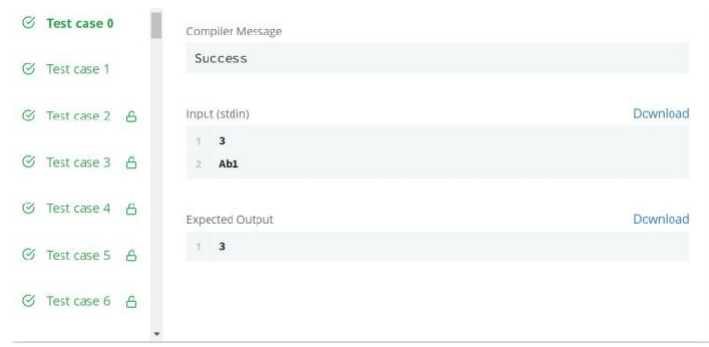 Test case 0
Test case 1
Test case 2
Test case 3
Test case 4
Test case 5
Test case 6
Compiler Message
Success
Input (stdin)
Download
1 3
2 Ab1
Expected Output
Download
1 3